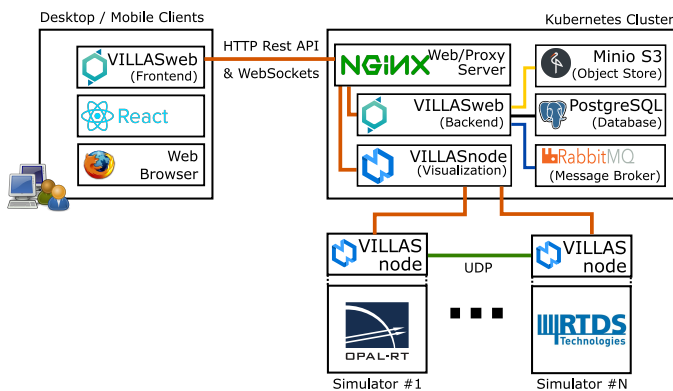 Desktop / Mobile Clients
VILLASweb
(Frontend)
React
Web
Browser
HTTP Rest API
& WebSockets
Kubernetes Cluster
NGiNX
Web/Proxy
Server
VILLASweb
(Backend)
VILLASnode
(Visualization)
Minio S3
(Object Store)
PostgreSQL
(Database)
RabbitMQ
(Message Broker)
VILLAS
node
UDP
VILLAS
node
OPAL-RT
RTDS
Technologies
Simulator #1
Simulator #N